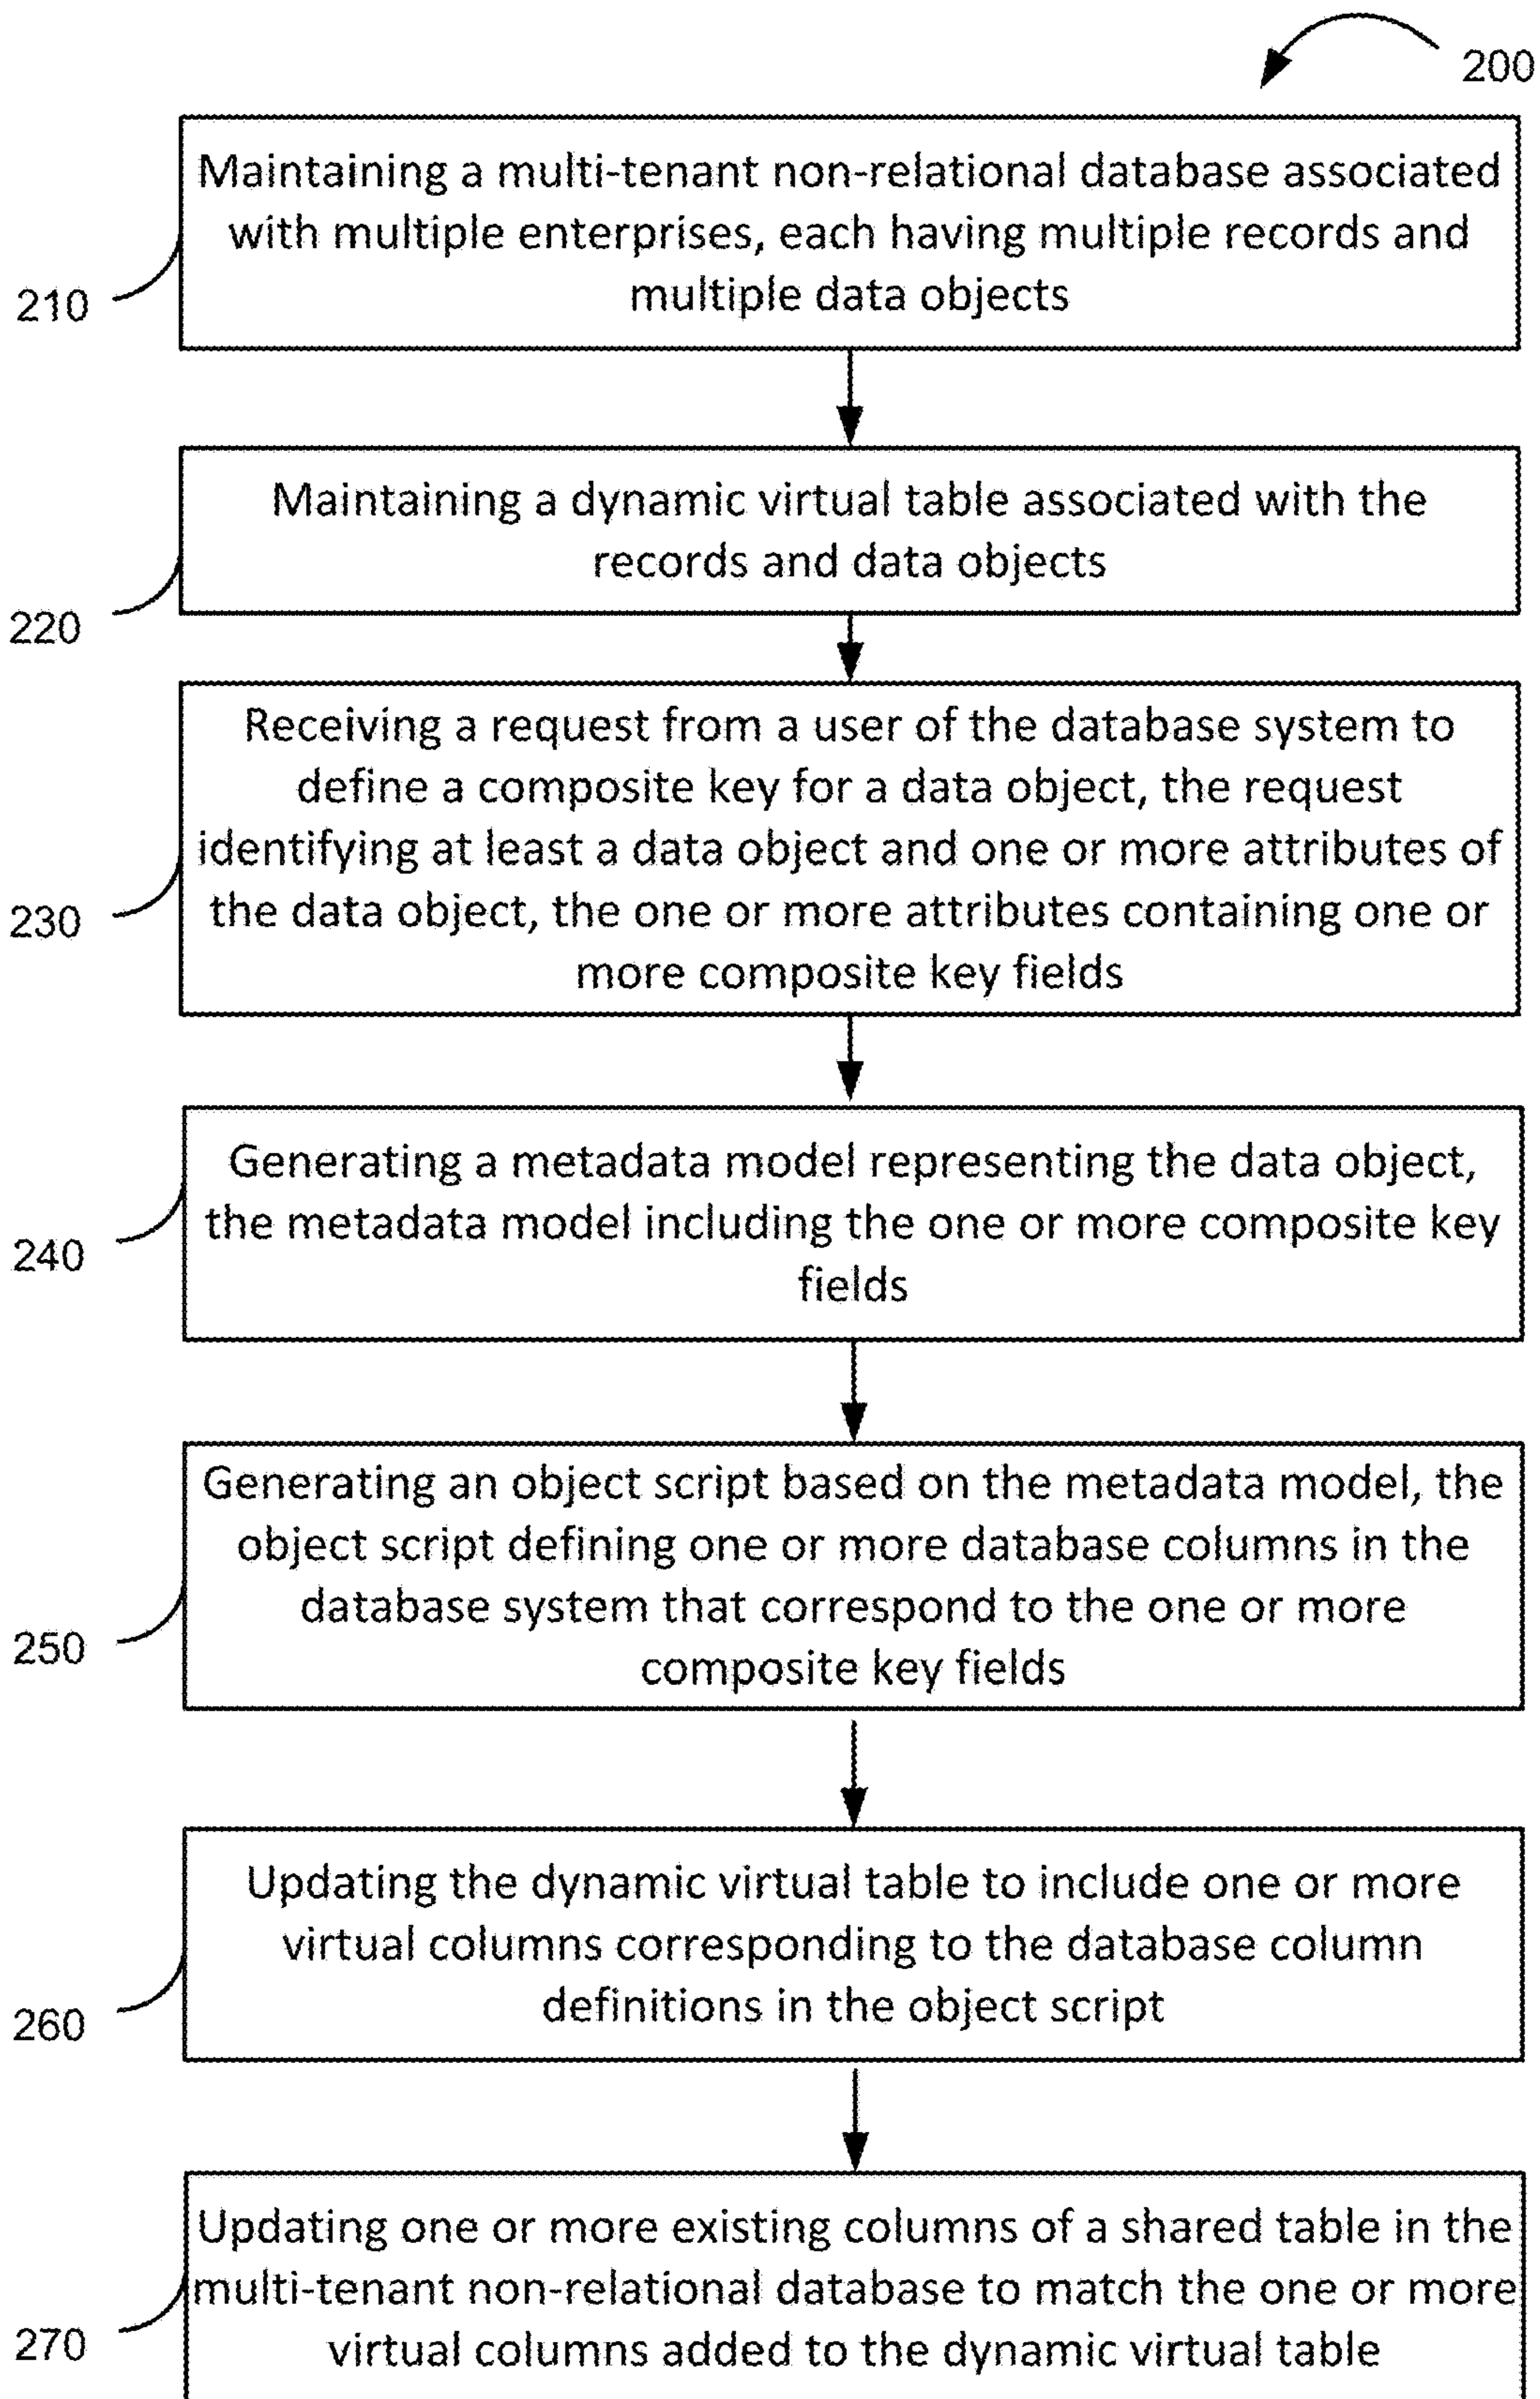 200
Maintaining a multi-tenant non-relational database associated
with multiple enterprises, each having multiple records and
multiple data objects
210
Maintaining a dynamic virtual table associated with the
records and data objects
220
Receiving a request from a user of the database system to
define a composite key for a data object, the request
identifying at least a data object and one or more attributes of
the data object, the one or more attributes containing one or
more composite key fields
230
Generating a metadata model representing the data object,
the metadata model including the one or more composite key
fields
240
Generating an object script based on the metadata model, the
object script defining one or more database columns in the
database system that correspond to the one or more
composite key fields
250
Updating the dynamic virtual table to include one or more
virtual columns corresponding to the database column
definitions in the object script
260
Updating one or more existing columns of a shared table in the
multi-tenant non-relational database to match the one or more
virtual columns added to the dynamic virtual table
270